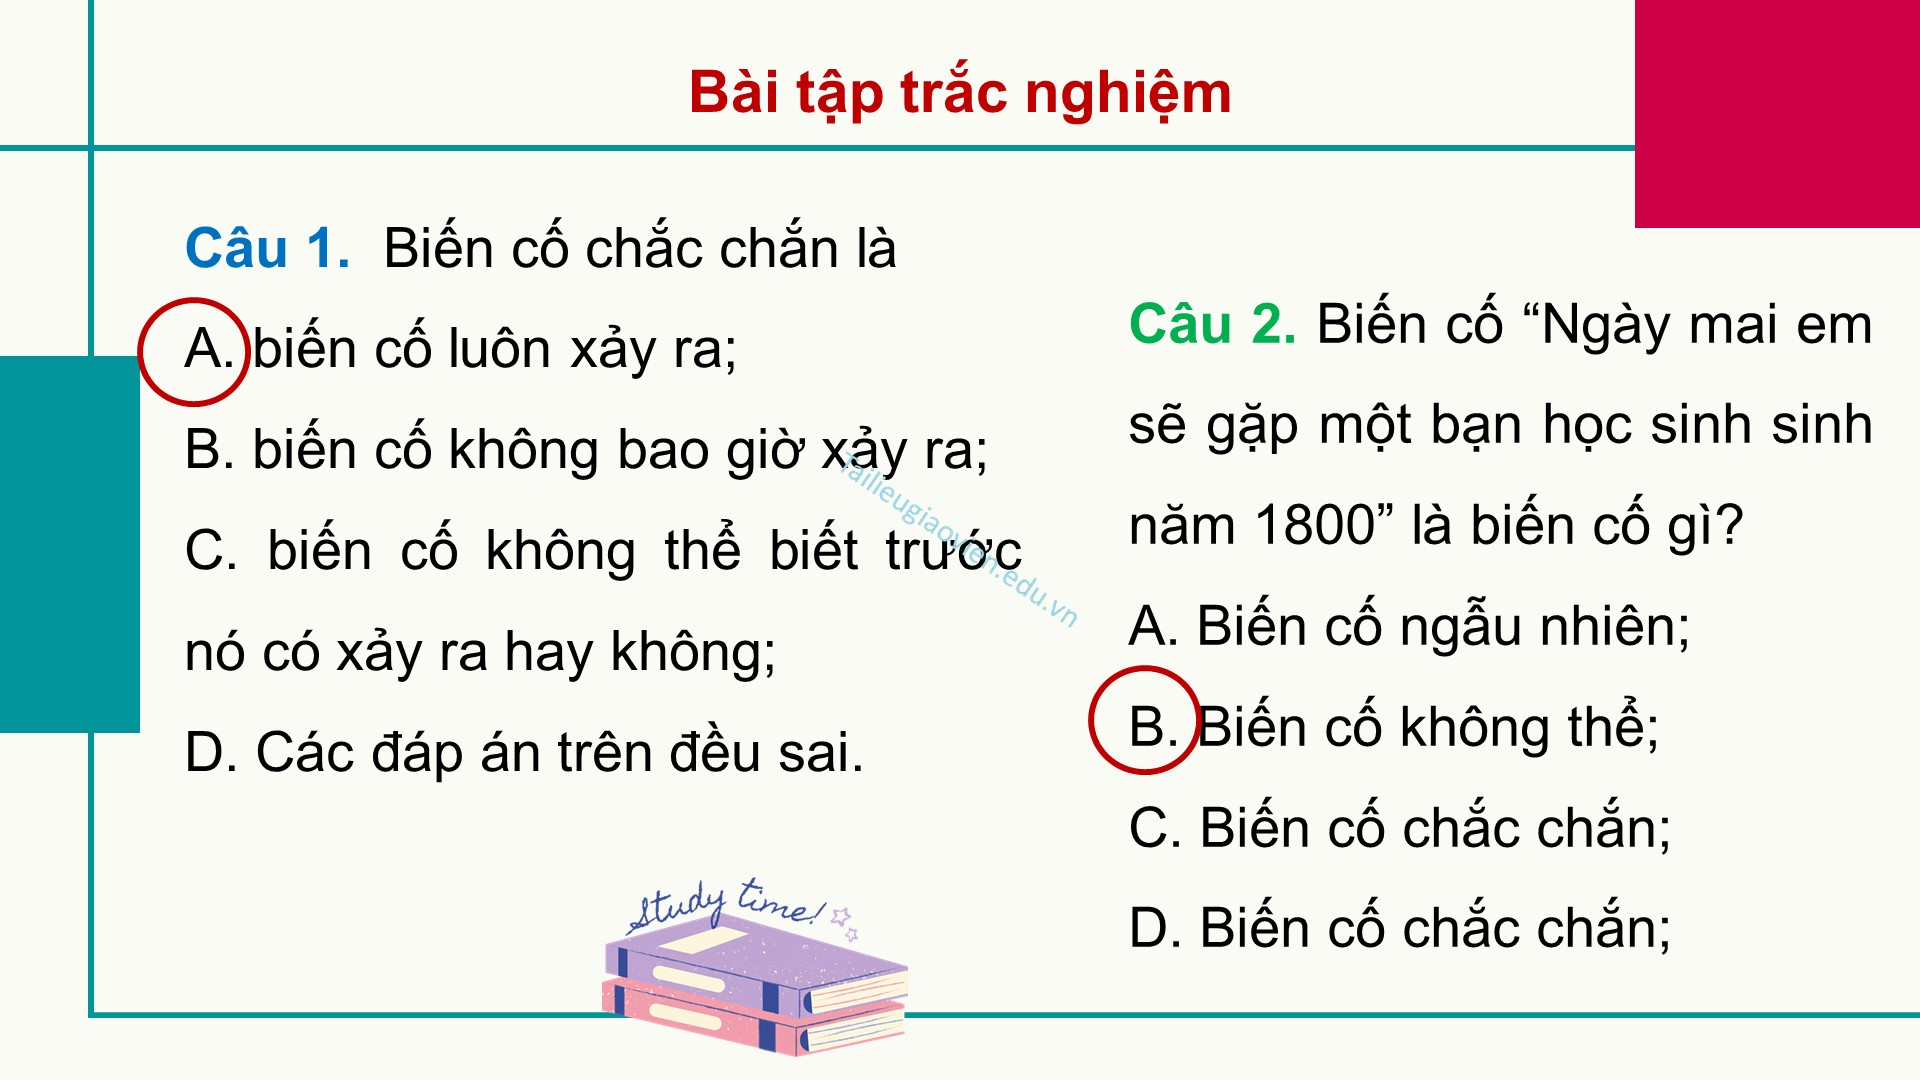 Bài tập trắc nghiệm
Câu 1. Biến cố chắc chắn là
A. biến cố luôn xảy ra;
B. biến cố không bao giờ xảy ra;
C. biến cố không thể biết trước
nó có xảy ra hay không;
D. Các đáp án trên đều sai.
Câu 2. Biến cố “Ngày mai em
sẽ gặp một bạn học sinh sinh
năm 1800” là biến cố gì?
A. Biến cố ngẫu nhiên;
B. Biến cố không thể;
C. Biến cố chắc chắn;
D. Biến cố chắc chắn;
Tailieugiaovien.edu.vn
study time!